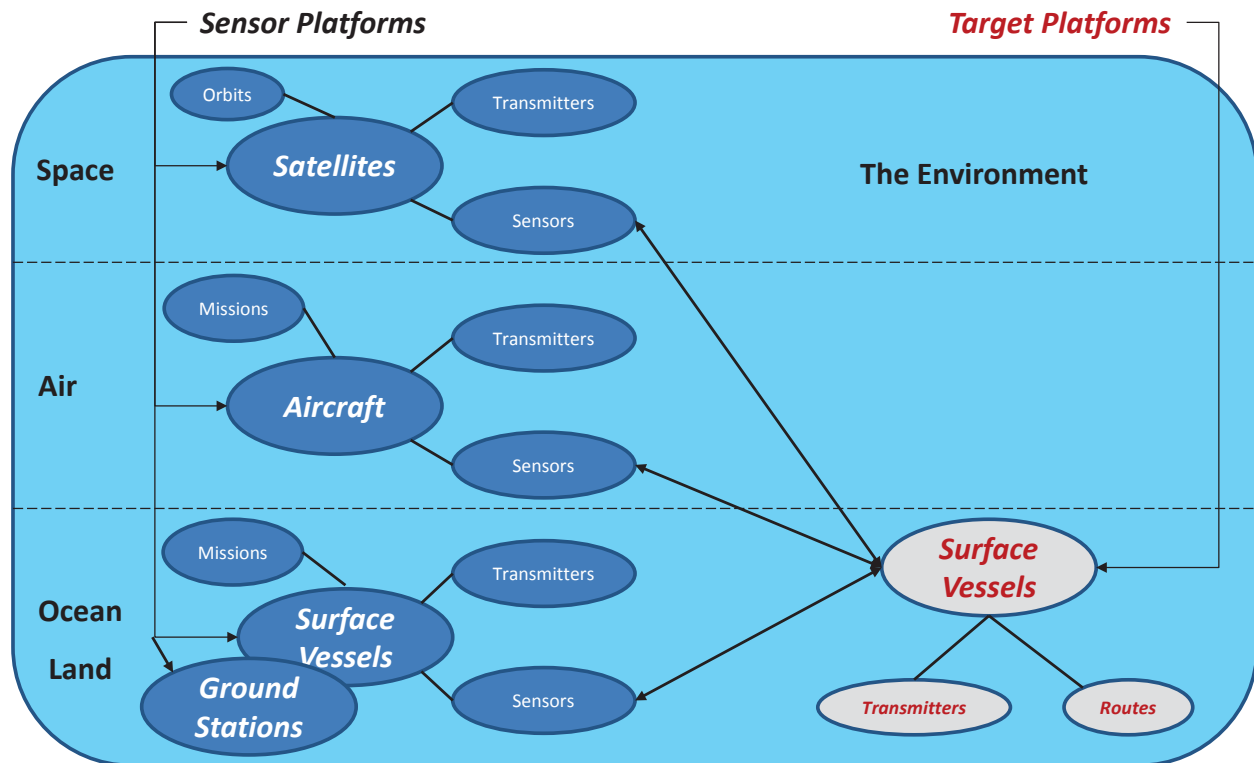 Sensor Platforms
Target Platforms
Orbits
Transmitters
Space
Satellites
The Environment
Sensors
Missions
Transmitters
Air
Aircraft
Sensors
Missions
Transmitters
Surface
Vessels
Ocean
Surface
Vessels
Land
Ground
Stations
Sensors
Transmitters
Routes